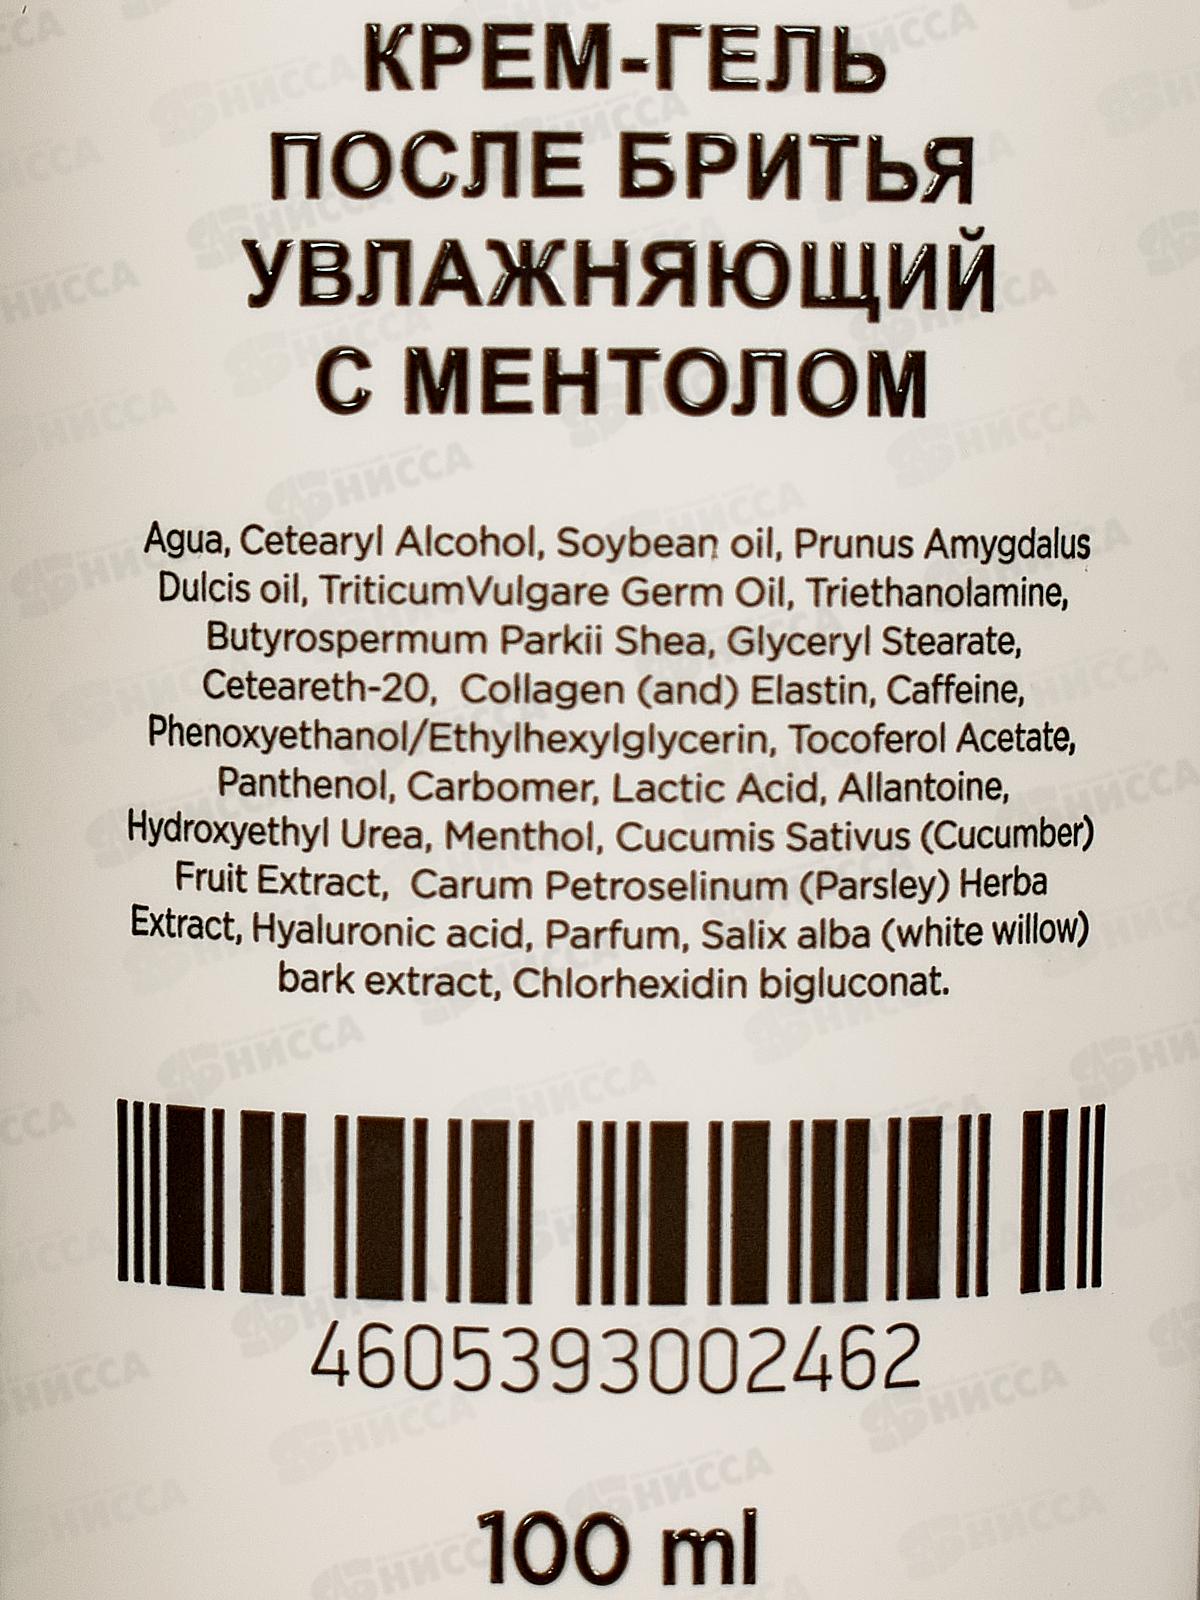 КРЕМ-ГЕЛЬ
ПОСЛЕ БРИТЬЯ
УВЛАЖНЯЮЩИЙ
С МЕНТОЛОМ
Agua, Cetearyl Alcohol, Soybean oil, Prunus Amygdalus
Dulcis oil, TriticumVulgare Germ Oil, Triethanolamine,
Butyrospermum Parkii Shea, Glyceryl Stearate,
Ceteareth-20, Collagen (and) Elastin, Caffeine,
Phenoxyethanol/Ethylhexylglycerin, Tocoferol Acetate,
Panthenol, Carbomer, Lactic Acid, Allantoine,
Hydroxyethyl Urea, Menthol, Cucumis Sativus (Cucumber)
Fruit Extract, Carum Petroselinum (Parsley) Herba
Extract, Hyaluronic acid, Parfum, Salix alba (white willow)
bark extract, Chlorhexidin bigluconat.
4605393002462
100 ml